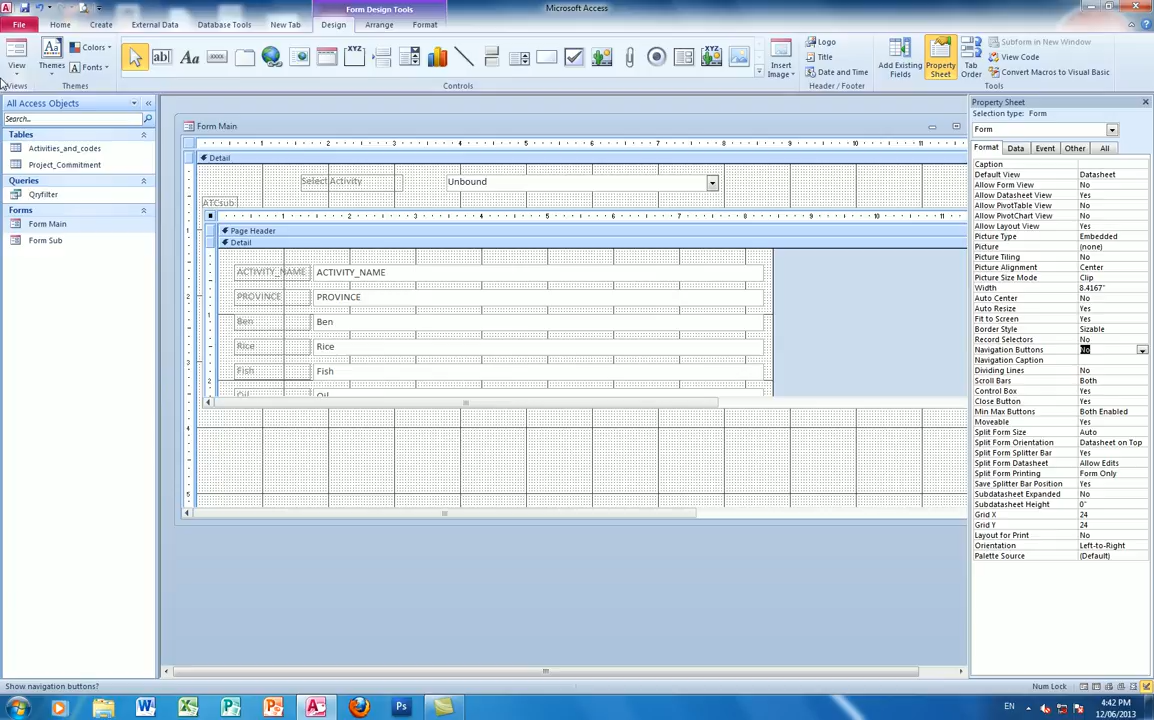 Form Design Tools
Microsoft Access
File
Home
Create
External Data
Database Tools
New Tab
Design
Arrange
Format
View
Themes
Colors
Fonts
Aa
ab
Aa
XYZ
Insert
Image
Logo
Title
Date and Time
Add Existing
Fields
Property
Sheet
Tab
Order
Subform in New Window
View Code
Convert Macros to Visual Basic
Views
Themes
Controls
Header / Footer
Tools
All Access Objects
Search...
Tables
Activities_and_codes
Project_Commitment
Queries
Qryfilter
Forms
Form Main
Form Sub
Form Main
Detail
Select Activity
Unbound
ATCsub
Page Header
Detail
ACTIVITY_NAME
ACTIVITY_NAME
PROVINCE
PROVINCE
Ben
Ben
Rice
Rice
Fish
Fish
Oil
Oil
Property Sheet
Selection type: Form
Form
Format
Data
Event
Other
All
Caption
Default View Datasheet
Allow Form View No
Allow Datasheet View Yes
Allow PivotTable View No
Allow PivotChart View No
Allow Layout View Yes
Picture Type Embedded
Picture (none)
Picture Tiling No
Picture Alignment Center
Picture Size Mode Clip
Width 8.4167"
Auto Center No
Auto Resize Yes
Fit to Screen Yes
Border Style Sizable
Record Selectors No
Navigation Buttons No
Navigation Caption
Dividing Lines No
Scroll Bars Both
Control Box Yes
Close Button Yes
Min Max Buttons Both Enabled
Moveable Yes
Split Form Size Auto
Split Form Orientation Datasheet on Top
Split Form Splitter Bar Yes
Split Form Datasheet Allow Edits
Split Form Printing Form Only
Save Splitter Bar Position Yes
Subdatasheet Expanded No
Subdatasheet Height 0"
Grid X 24
Grid Y 24
Layout for Print No
Orientation Left-to-Right
Palette Source (Default)
Show navigation buttons?
Num Lock
EN
4:42 PM
12/06/2013